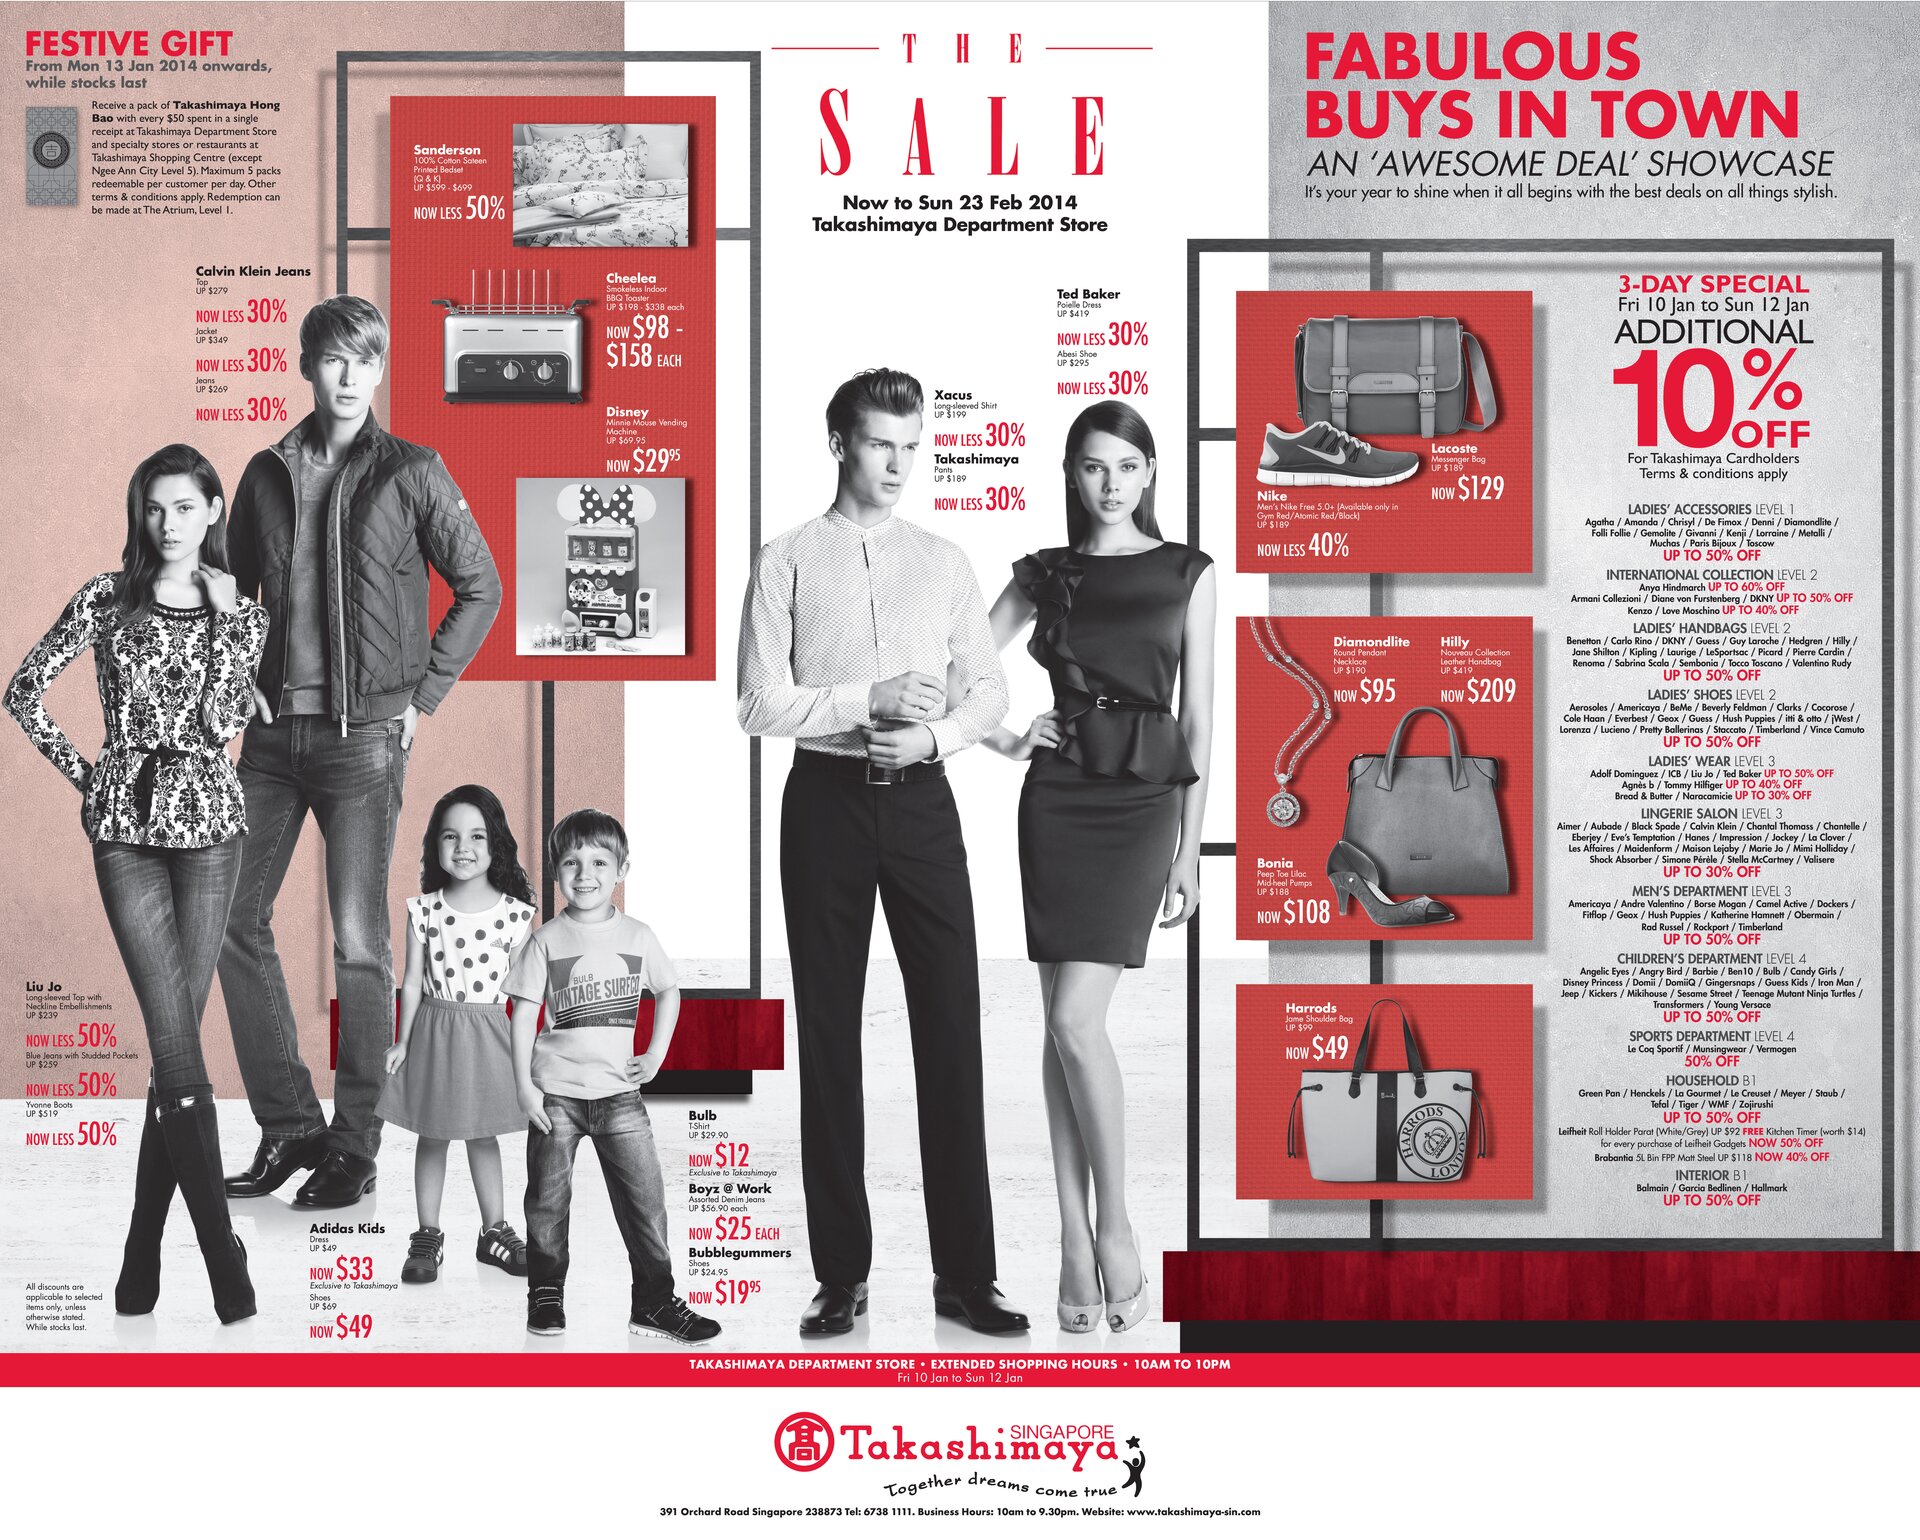 FESTIVE GIFT
From Mon 13 Jan 2014 onwards,
while stocks last
吉
Receive a pack of Takashimaya Hong
Bao with every $50 spent in a single
receipt at Takashimaya Department Store
and specialty stores or restaurants at
Takashimaya Shopping Centre (except
Ngee Ann City Level 5). Maximum 5 packs
redeemable per customer per day. Other
terms & conditions apply. Redemption can
be made at The Atrium, Level 1.
Calvin Klein Jeans
Top
UP $279
NOW LESS 30%
Jacket
UP $349
NOW LESS 30%
Jeans
UP $269
NOW LESS 30%
Sanderson
100% Cotton Sateen
Printed Bedset
(Q & K)
UP $599 - $699
NOW LESS 50%
Cheelea
Smokeless Indoor
BBQ Toaster
UP $198 - $338 each
NOW $98 -
$158 EACH
Disney
Minnie Mouse Vending
Machine
UP $69.95
NOW $29.95
Liu Jo
Long-sleeved Top with
Neckline Embellishments
UP $239
NOW LESS 50%
Blue Jeans with Studded Pockets
UP $259
NOW LESS 50%
Yvonne Boots
UP $519
NOW LESS 50%
All discounts are
applicable to selected
items only, unless
otherwise stated.
While stocks last.
Adidas Kids
Dress
UP $49
NOW $33
Exclusive to Takashimaya
Shoes
UP $69
NOW $49
adidas
BULB
VINTAGE SURFCO
Bulb
T-Shirt
UP $29.90
NOW $12
Exclusive to Takashimaya
Boyz @ Work
Assorted Denim Jeans
UP $56.90 each
NOW $25 EACH
Bubblegummers
Shoes
UP $24.95
NOW $19.95
THE
SALE
Now to Sun 23 Feb 2014
Takashimaya Department Store
Xacus
Long-sleeved Shirt
UP $199
NOW LESS 30%
Takashimaya
Pants
UP $189
NOW LESS 30%
Ted Baker
Poielle Dress
UP $419
NOW LESS 30%
Abesi Shoe
UP $295
NOW LESS 30%
FABULOUS
BUYS IN TOWN
AN 'AWESOME DEAL' SHOWCASE
It's your year to shine when it all begins with the best deals on all things stylish.
Lacoste
Messenger Bag
UP $189
NOW $129
Nike
Men's Nike Free 5.0+ (Available only in
Gym Red/Atomic Red/Black)
UP $189
NOW LESS 40%
Diamondlite
Round Pendant
Necklace
UP $190
NOW $95
Hilly
Nouveau Collection
Leather Handbag
UP $419
NOW $209
Bonia
Peep Toe Lilac
Mid-heel Pumps
UP $188
NOW $108
Harrods
Jame Shoulder Bag
UP $99
NOW $49
HARRODS
LONDON
3-DAY SPECIAL
Fri 10 Jan to Sun 12 Jan
ADDITIONAL
10%
OFF
For Takashimaya Cardholders
Terms & conditions apply
LADIES' ACCESSORIES LEVEL 1
Agatha / Amanda / Chrisyl / De Fimox / Denni / Diamondlite /
Folli Follie / Gemolite / Givanni / Kenji / Lorraine / Metalli /
Muchas / Paris Bijoux / Toscow
UP TO 50% OFF
INTERNATIONAL COLLECTION LEVEL 2
Anya Hindmarch UP TO 60% OFF
Armani Collezioni / Diane von Furstenberg / DKNY UP TO 50% OFF
Kenzo / Love Moschino UP TO 40% OFF
LADIES' HANDBAGS LEVEL 2
Benetton / Carlo Rino / DKNY / Guess / Guy Laroche / Hedgren / Hilly /
Jane Shilton / Kipling / Laurige / LeSportsac / Picard / Pierre Cardin /
Renoma / Sabrina Scala / Sembonia / Tocco Toscano / Valentino Rudy
UP TO 50% OFF
LADIES' SHOES LEVEL 2
Aerosoles / Americaya / BeMe / Beverly Feldman / Clarks / Cocorose /
Cole Haan / Everbest / Geox / Guess / Hush Puppies / itti & otto / jWest /
Lorenza / Lucieno / Pretty Ballerinas / Staccato / Timberland / Vince Camuto
UP TO 50% OFF
LADIES' WEAR LEVEL 3
Adolf Dominguez / ICB / Liu Jo / Ted Baker UP TO 50% OFF
Agnès b / Tommy Hilfiger UP TO 40% OFF
Bread & Butter / Naracamicie UP TO 30% OFF
LINGERIE SALON LEVEL 3
Aimer / Aubade / Black Spade / Calvin Klein / Chantal Thomass / Chantelle /
Eberjey / Eve's Temptation / Hanes / Impression / Jockey / La Clover /
Les Affaires / Maidenform / Maison Lejaby / Marie Jo / Mimi Holliday /
Shock Absorber / Simone Pérèle / Stella McCartney / Valisere
UP TO 30% OFF
MEN'S DEPARTMENT LEVEL 3
Americaya / Andre Valentino / Borse Mogan / Camel Active / Dockers /
Fitflop / Geox / Hush Puppies / Katherine Hamnett / Obermain /
Rad Russel / Rockport / Timberland
UP TO 50% OFF
CHILDREN'S DEPARTMENT LEVEL 4
Angelic Eyes / Angry Bird / Barbie / Ben10 / Bulb / Candy Girls /
Disney Princess / Domii / DomiiQ / Gingersnaps / Guess Kids / Iron Man /
Jeep / Kickers / Mikihouse / Sesame Street / Teenage Mutant Ninja Turtles /
Transformers / Young Versace
UP TO 50% OFF
SPORTS DEPARTMENT LEVEL 4
Le Coq Sportif / Munsingwear / Vermogen
50% OFF
HOUSEHOLD B1
Green Pan / Henckels / La Gourmet / Le Creuset / Meyer / Staub /
Tefal / Tiger / WMF / Zojirushi
UP TO 50% OFF
Leifheit Roll Holder Parat (White/Grey) UP $92 FREE Kitchen Timer (worth $14)
for every purchase of Leifheit Gadgets NOW 50% OFF
Brabantia 5L Bin FPP Matt Steel UP $118 NOW 40% OFF
INTERIOR B1
Balmain / Garcia Bedlinen / Hallmark
UP TO 50% OFF
TAKASHIMAYA DEPARTMENT STORE • EXTENDED SHOPPING HOURS • 10AM TO 10PM
Fri 10 Jan to Sun 12 Jan
髙
SINGAPORE
Takashimaya
Together dreams come true
391 Orchard Road Singapore 238873 Tel: 6738 1111. Business Hours: 10am to 9.30pm. Website: www.takashimaya-sin.com